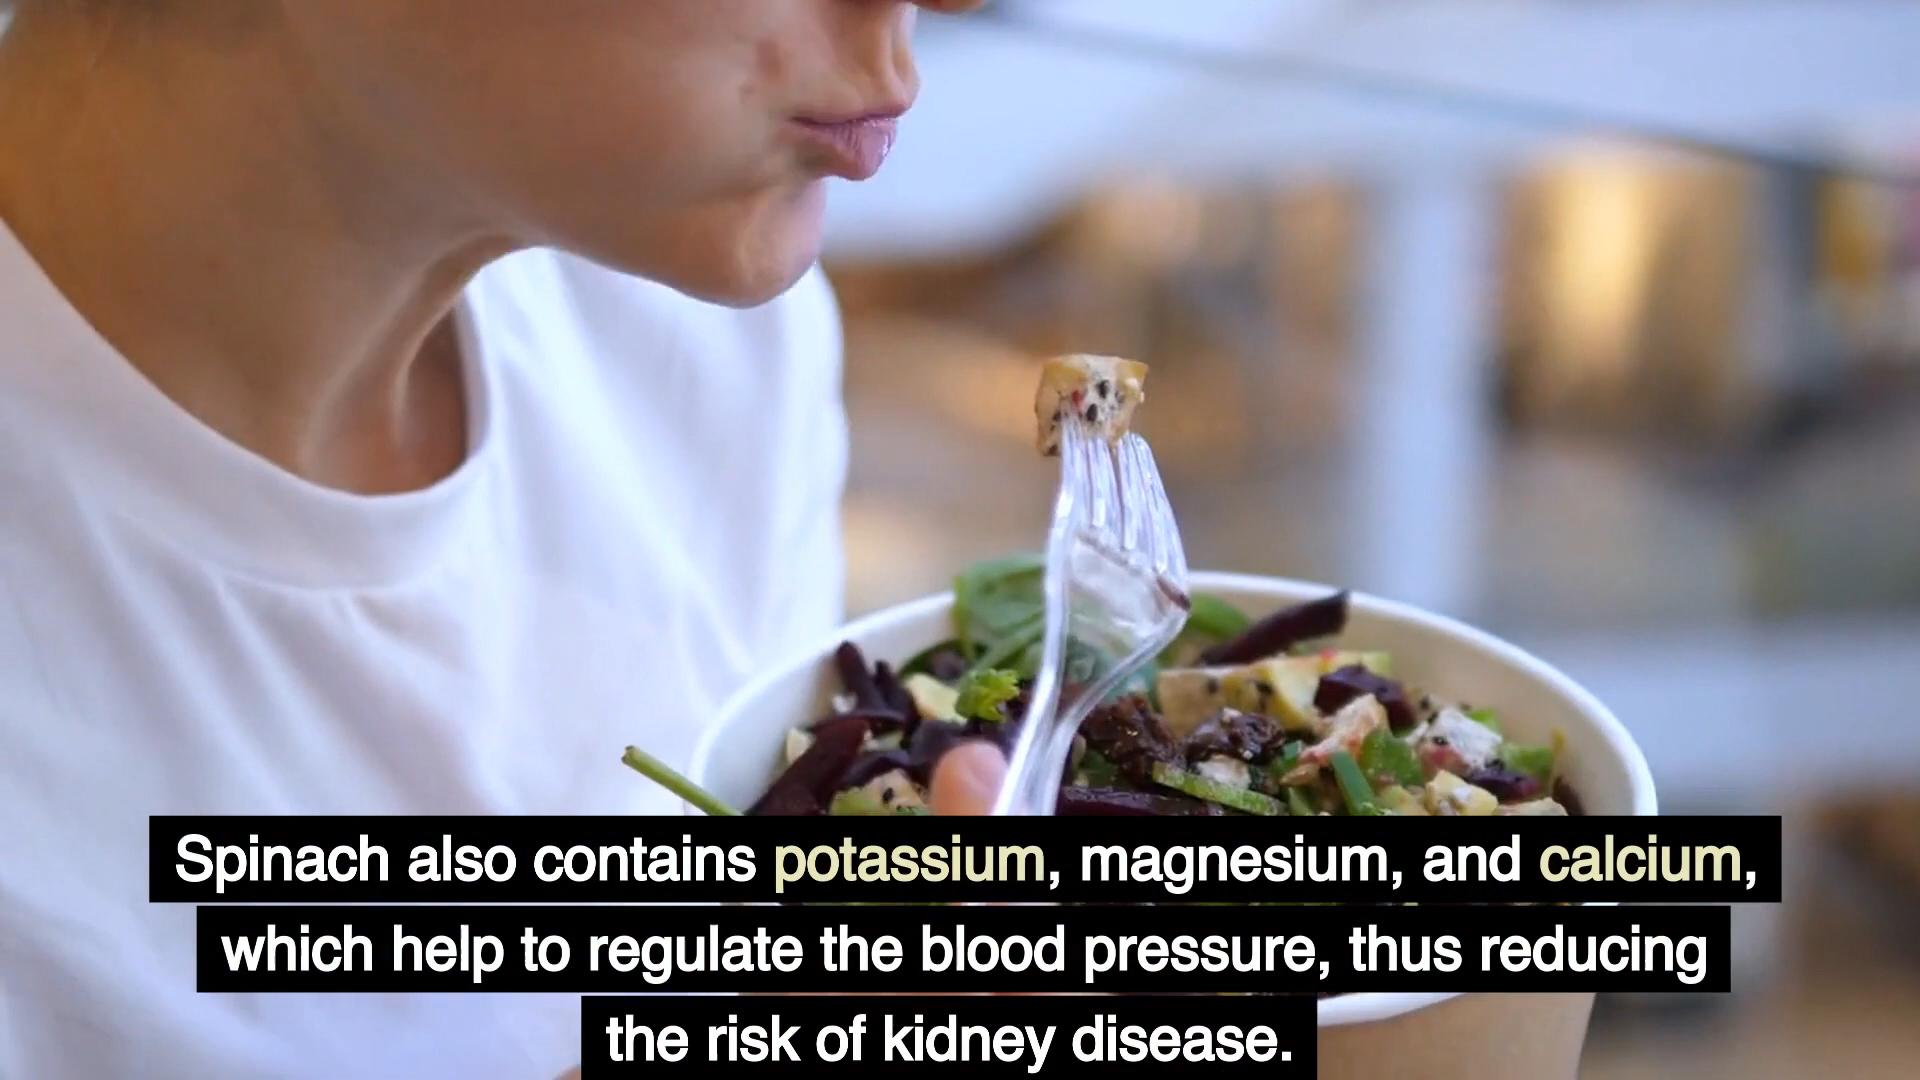 Spinach also contains potassium, magnesium, and calcium,
which help to regulate the blood pressure, thus reducing
the risk of kidney disease.